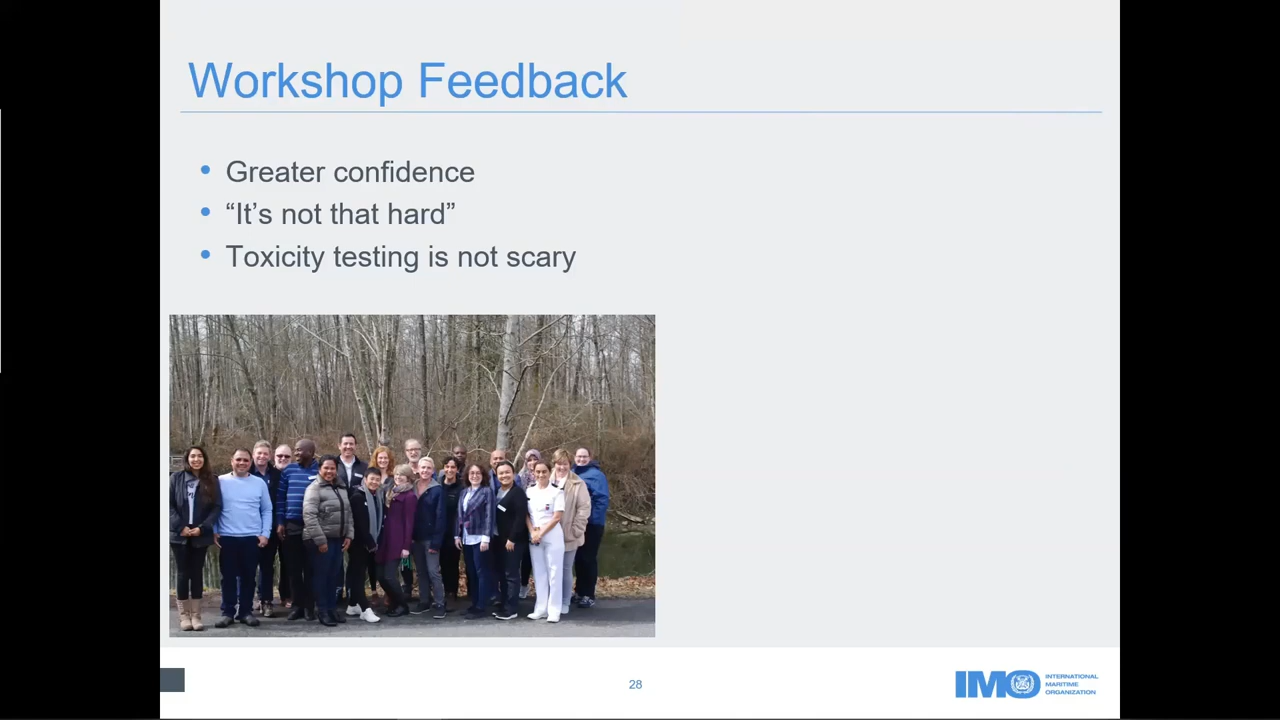 Workshop Feedback
• Greater confidence
• “It’s not that hard”
• Toxicity testing is not scary
28
IMO
INTERNATIONAL
MARITIME
ORGANIZATION